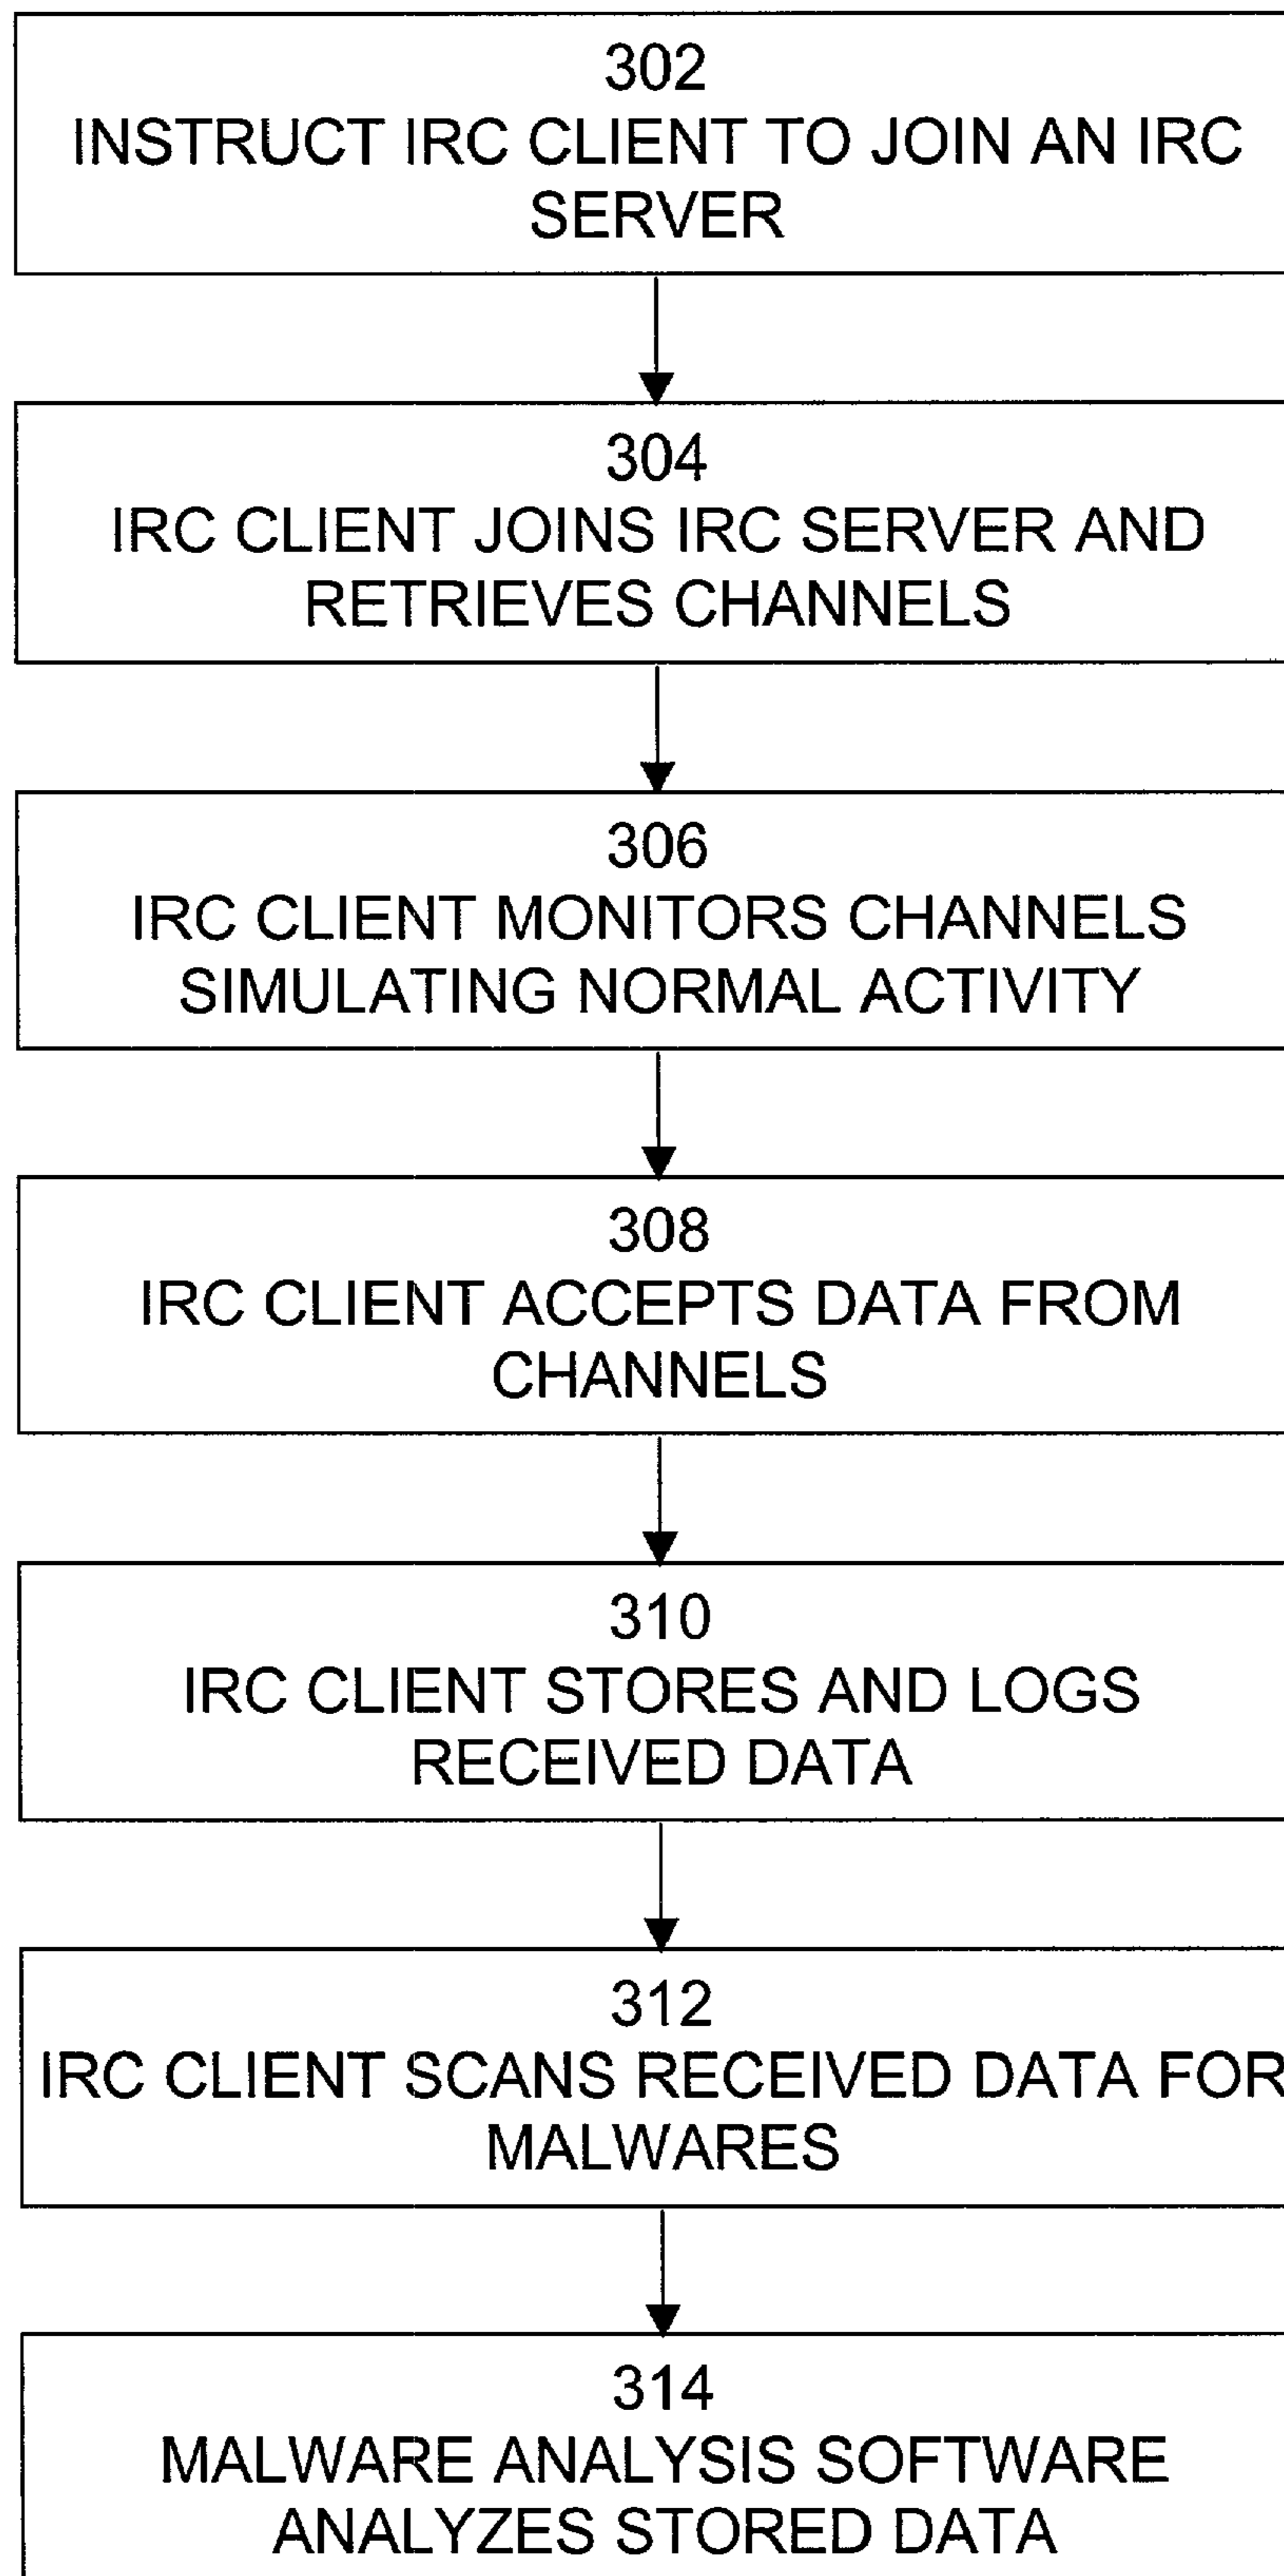 302
INSTRUCT IRC CLIENT TO JOIN AN IRC
SERVER
304
IRC CLIENT JOINS IRC SERVER AND
RETRIEVES CHANNELS
306
IRC CLIENT MONITORS CHANNELS
SIMULATING NORMAL ACTIVITY
308
IRC CLIENT ACCEPTS DATA FROM
CHANNELS
310
IRC CLIENT STORES AND LOGS
RECEIVED DATA
312
IRC CLIENT SCANS RECEIVED DATA FOR
MALWARES
314
MALWARE ANALYSIS SOFTWARE
ANALYZES STORED DATA